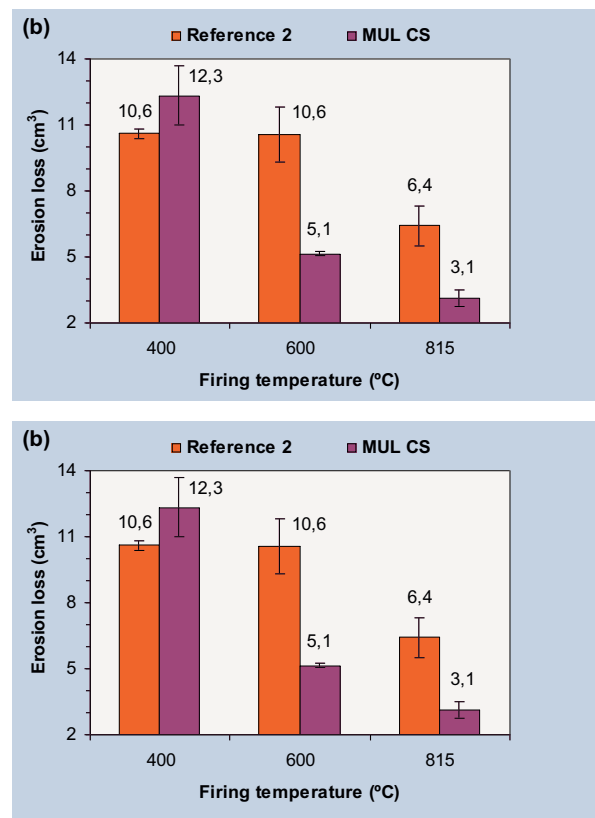 (b)
Reference 2 MUL CS
14
12,3
10,6 10,6
11
Erosion loss (cm³)
8
6,4
5,1
5
3,1
2
400 600 815
Firing temperature (ºC)
(b)
Reference 2 MUL CS
14
12,3
10,6 10,6
11
Erosion loss (cm³)
8
6,4
5,1
5
3,1
2
400 600 815
Firing temperature (ºC)